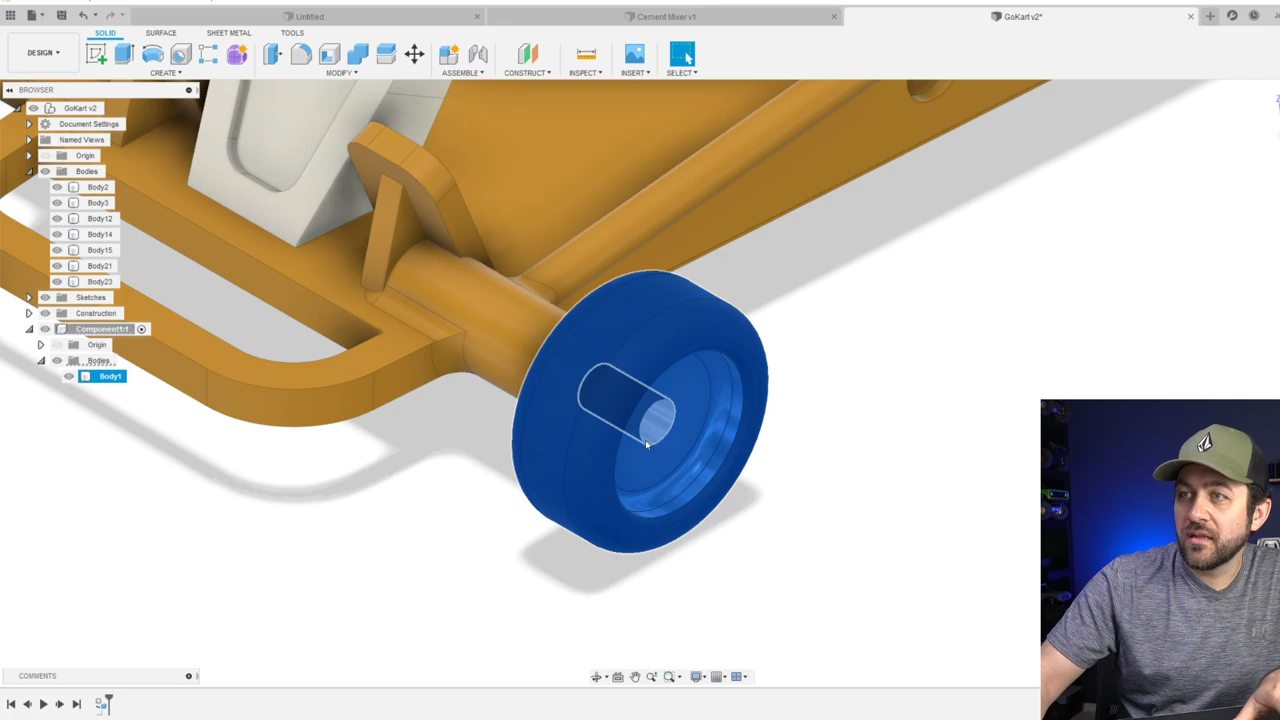 Untitled
Cement Mixer v1
GoKart v2*
DESIGN
SOLID
SURFACE
SHEET METAL
TOOLS
CREATE
MODIFY
ASSEMBLE
CONSTRUCT
INSPECT
INSERT
SELECT
BROWSER
GoKart v2
Document Settings
Named Views
Origin
Bodies
Body2
Body3
Body12
Body14
Body15
Body21
Body23
Sketches
Construction
Component1:1
Origin
Bodies
Body1
COMMENTS